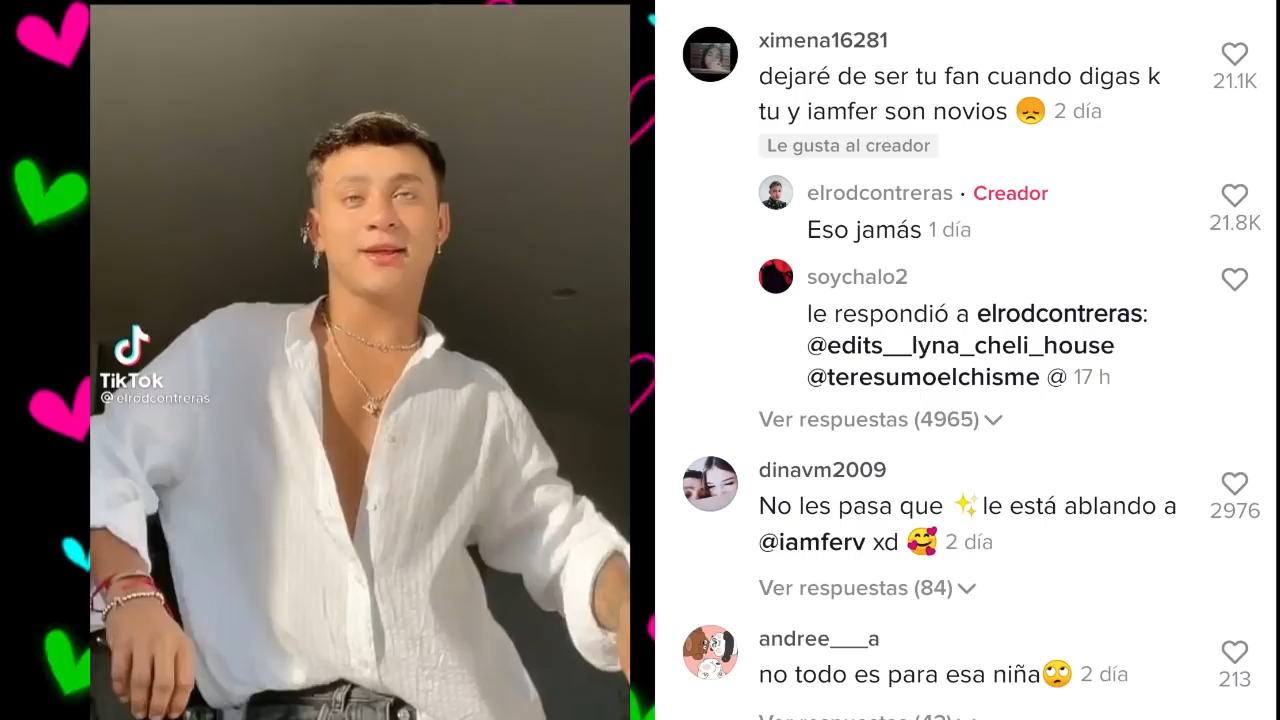 TikTok
@elrodcontreras
ximena16281
dejaré de ser tu fan cuando digas k
tu y iamfer son novios 😞 2 día
21.1K
Le gusta al creador
elrodcontreras · Creador
Eso jamás 1 día
21.8K
soychalo2
le respondió a elrodcontreras:
@edits__lyna_cheli_house
@teresumoelchisme @ 17 h
Ver respuestas (4965)
dinavm2009
No les pasa que ✨le está ablando a
@iamferv xd 🥰 2 día
2976
Ver respuestas (84)
andree___a
no todo es para esa niña🙄 2 día
213
Ver respuestas (42)